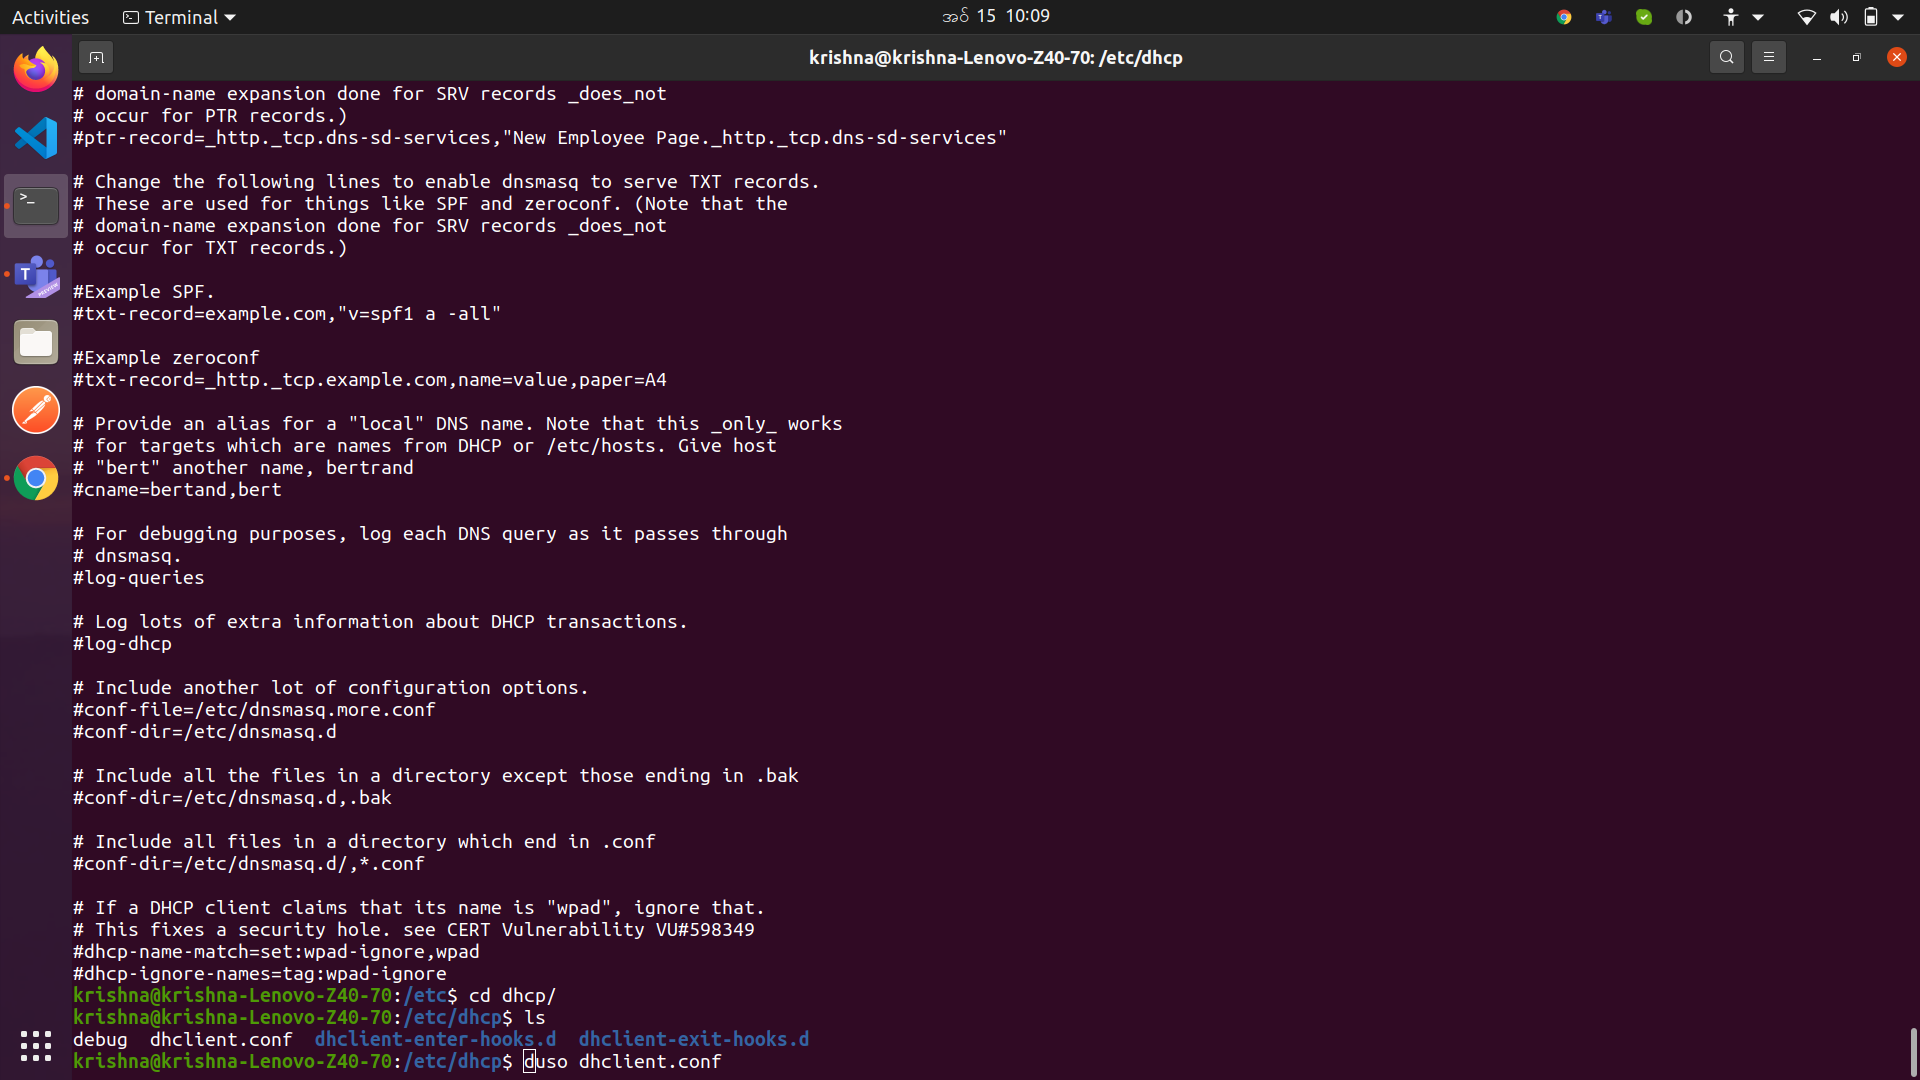 Activities
Terminal
အဝ် 15 10:09
krishna@krishna-Lenovo-Z40-70: /etc/dhcp
# domain-name expansion done for SRV records _does_not
# occur for PTR records.)
#ptr-record=_http._tcp.dns-sd-services,"New Employee Page._http._tcp.dns-sd-services"
# Change the following lines to enable dnsmasq to serve TXT records.
# These are used for things like SPF and zeroconf. (Note that the
# domain-name expansion done for SRV records _does_not
# occur for TXT records.)
#Example SPF.
#txt-record=example.com,"v=spf1 a -all"
#Example zeroconf
#txt-record=_http._tcp.example.com,name=value,paper=A4
# Provide an alias for a "local" DNS name. Note that this _only_ works
# for targets which are names from DHCP or /etc/hosts. Give host
# "bert" another name, bertrand
#cname=bertand,bert
# For debugging purposes, log each DNS query as it passes through
# dnsmasq.
#log-queries
# Log lots of extra information about DHCP transactions.
#log-dhcp
# Include another lot of configuration options.
#conf-file=/etc/dnsmasq.more.conf
#conf-dir=/etc/dnsmasq.d
# Include all the files in a directory except those ending in .bak
#conf-dir=/etc/dnsmasq.d,.bak
# Include all files in a directory which end in .conf
#conf-dir=/etc/dnsmasq.d/,*.conf
# If a DHCP client claims that its name is "wpad", ignore that.
# This fixes a security hole. see CERT Vulnerability VU#598349
#dhcp-name-match=set:wpad-ignore,wpad
#dhcp-ignore-names=tag:wpad-ignore
krishna@krishna-Lenovo-Z40-70:/etc$ cd dhcp/
krishna@krishna-Lenovo-Z40-70:/etc/dhcp$ ls
debug dhclient.conf dhclient-enter-hooks.d dhclient-exit-hooks.d
krishna@krishna-Lenovo-Z40-70:/etc/dhcp$ duso dhclient.conf